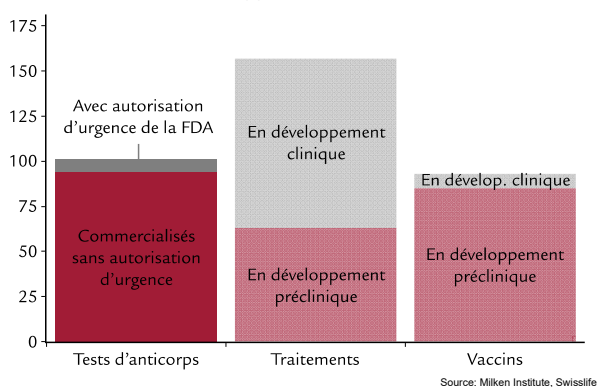 175
150
125
100
75
50
25
0
Avec autorisation
d’urgence de la FDA
Commercialisés
sans autorisation
d’urgence
En développement
clinique
En développement
préclinique
En dévelop. clinique
En développement
préclinique
Tests d’anticorps
Traitements
Vaccins
Source: Milken Institute, Swisslife